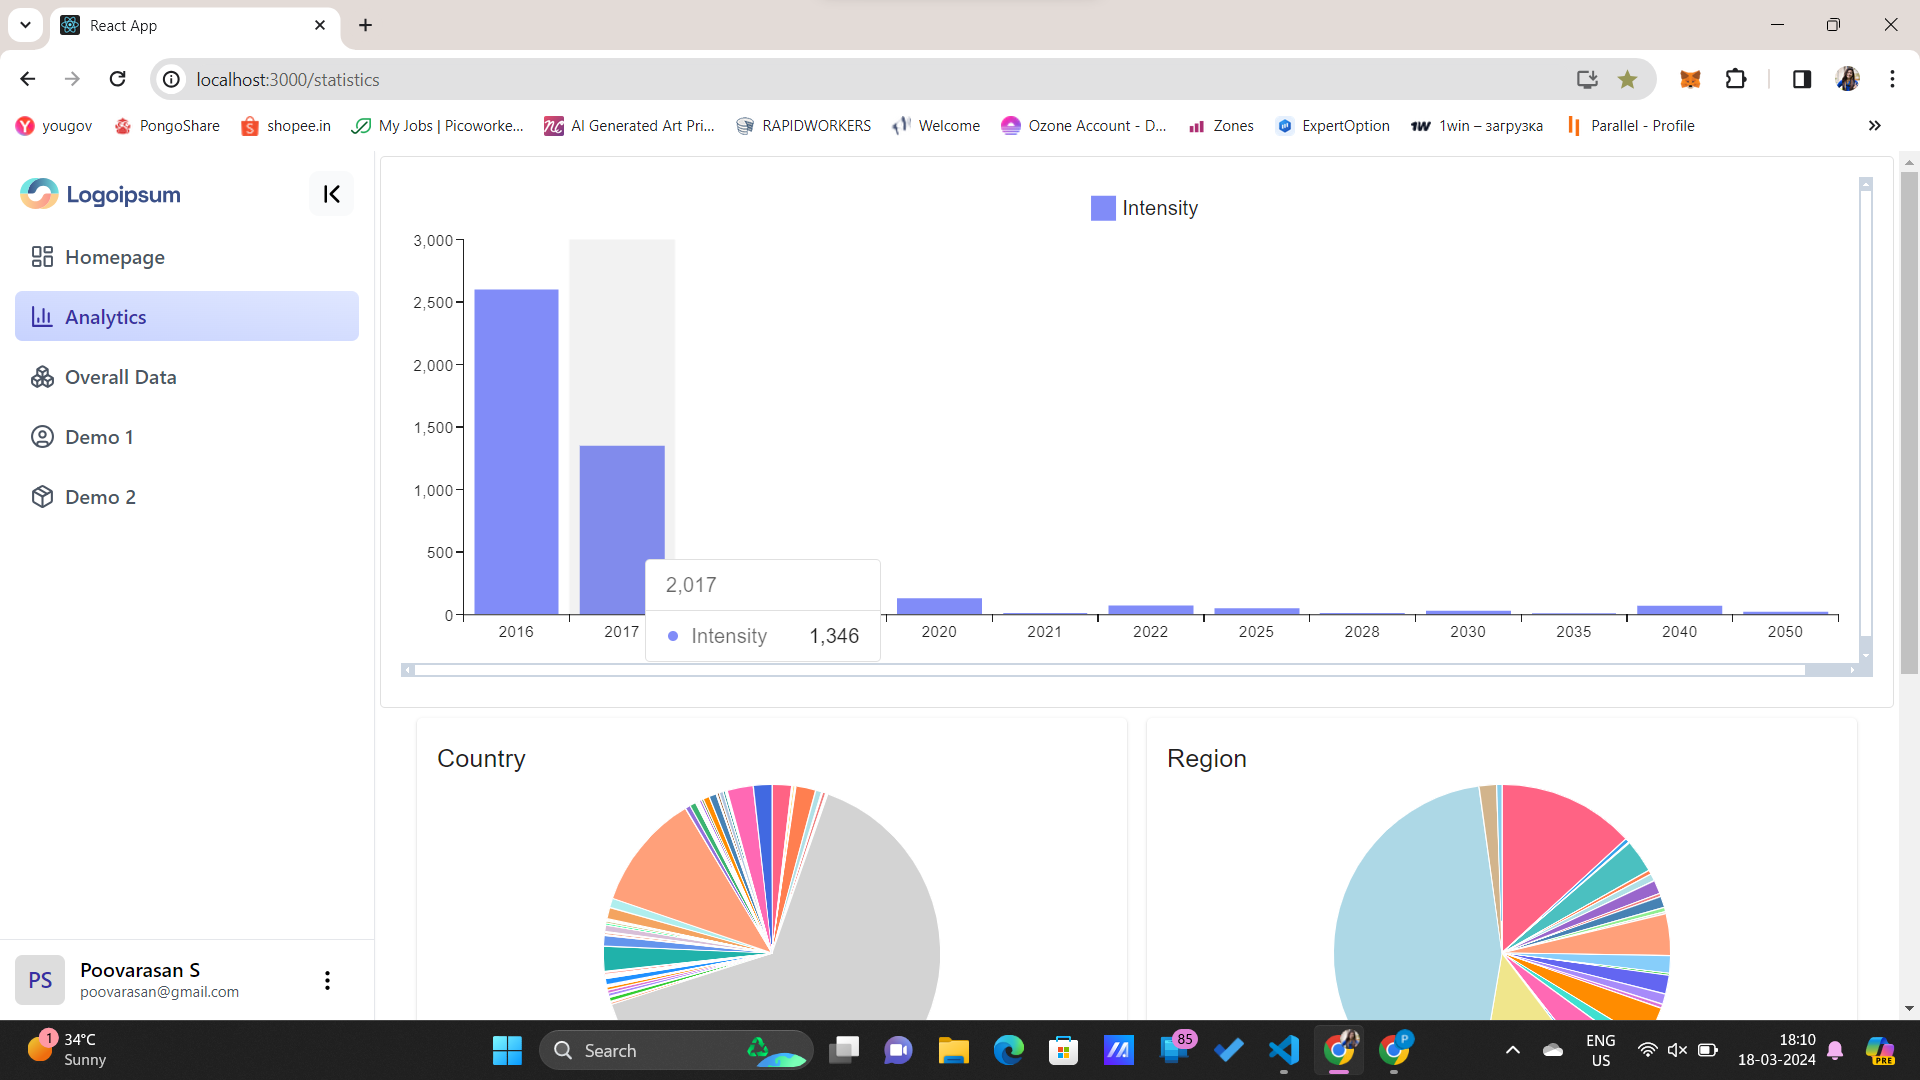 React App
localhost:3000/statistics
yougov
PongoShare
shopee.in
My Jobs | Picoworke...
NC
AI Generated Art Pri...
RAPIDWORKERS
Welcome
Ozone Account - D...
Zones
ExpertOption
1W
1win – загрузка
Parallel - Profile
Logoipsum
Homepage
Analytics
Overall Data
Demo 1
Demo 2
Intensity
3,000
2,500
2,000
1,500
1,000
500
0
2016
2017
2020
2021
2022
2025
2028
2030
2035
2040
2050
2,017
Intensity 1,346
Country
Region
PS
Poovarasan S
poovarasan@gmail.com
1
34°C
Sunny
Search
85
P
ENG
US
18:10
18-03-2024
PRE